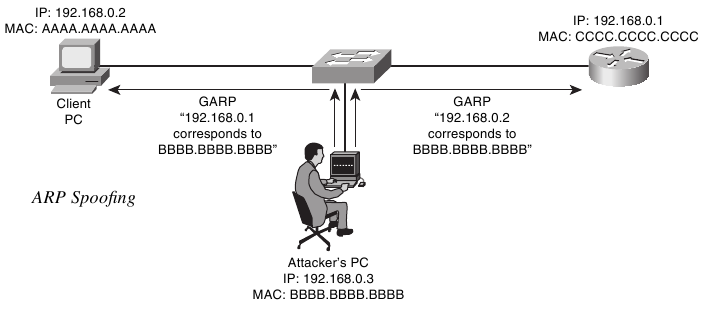 IP: 192.168.0.2
MAC: AAAA.AAAA.AAAA
IP: 192.168.0.1
MAC: CCCC.CCCC.CCCC
Client
PC
GARP
“192.168.0.1
corresponds to
BBBB.BBBB.BBBB”
GARP
“192.168.0.2
corresponds to
BBBB.BBBB.BBBB”
ARP Spoofing
Attacker's PC
IP: 192.168.0.3
MAC: BBBB.BBBB.BBBB